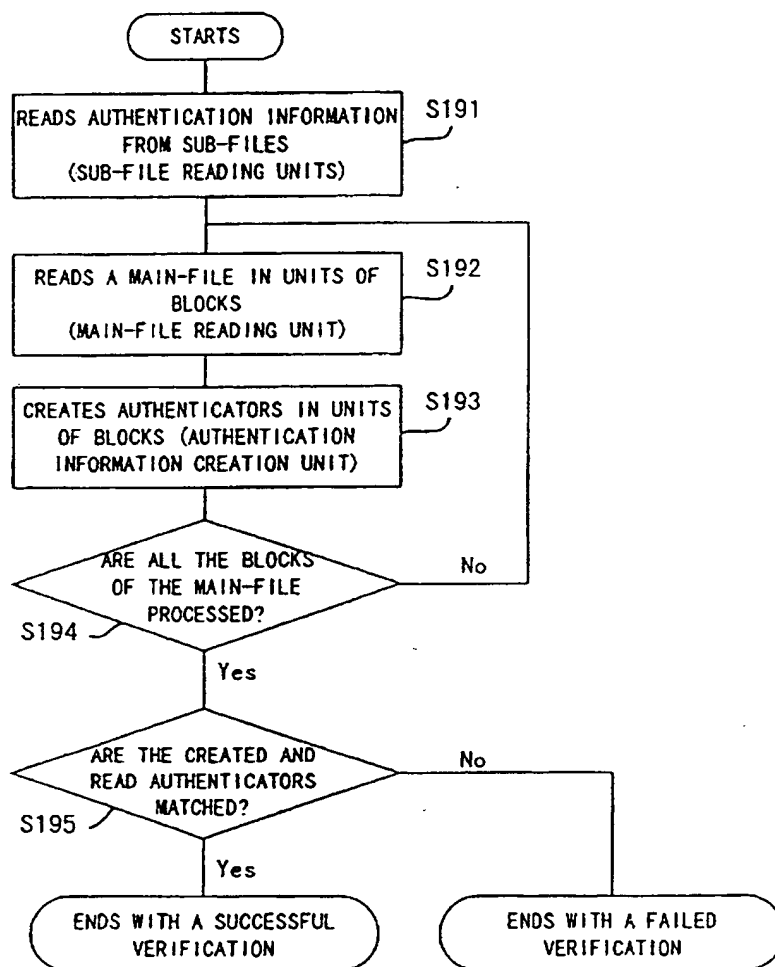 STARTS
READS AUTHENTICATION INFORMATION
FROM SUB-FILES
(SUB-FILE READING UNITS)
S191
READS A MAIN-FILE IN UNITS OF
BLOCKS
(MAIN-FILE READING UNIT)
S192
CREATES AUTHENTICATORS IN UNITS
OF BLOCKS (AUTHENTICATION
INFORMATION CREATION UNIT)
S193
ARE ALL THE BLOCKS
OF THE MAIN-FILE
PROCESSED?
No
S194
Yes
ARE THE CREATED AND
READ AUTHENTICATORS
MATCHED?
No
S195
Yes
ENDS WITH A SUCCESSFUL
VERIFICATION
ENDS WITH A FAILED
VERIFICATION